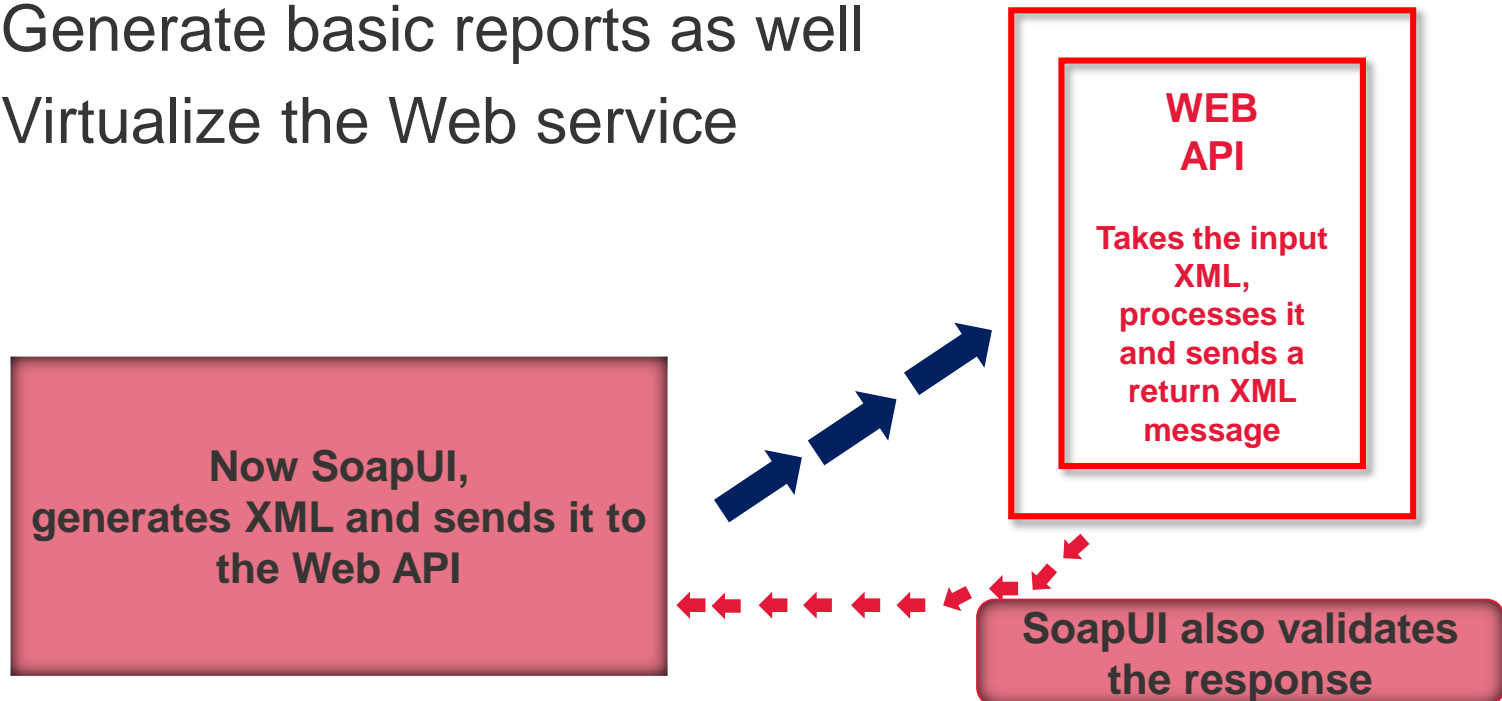 Generate basic reports as well
Virtualize the Web service
WEB
API
Takes the input
XML,
processes it
and sends a
return XML
message
Now SoapUI,
generates XML and sends it to
the Web API
SoapUI also validates
the response